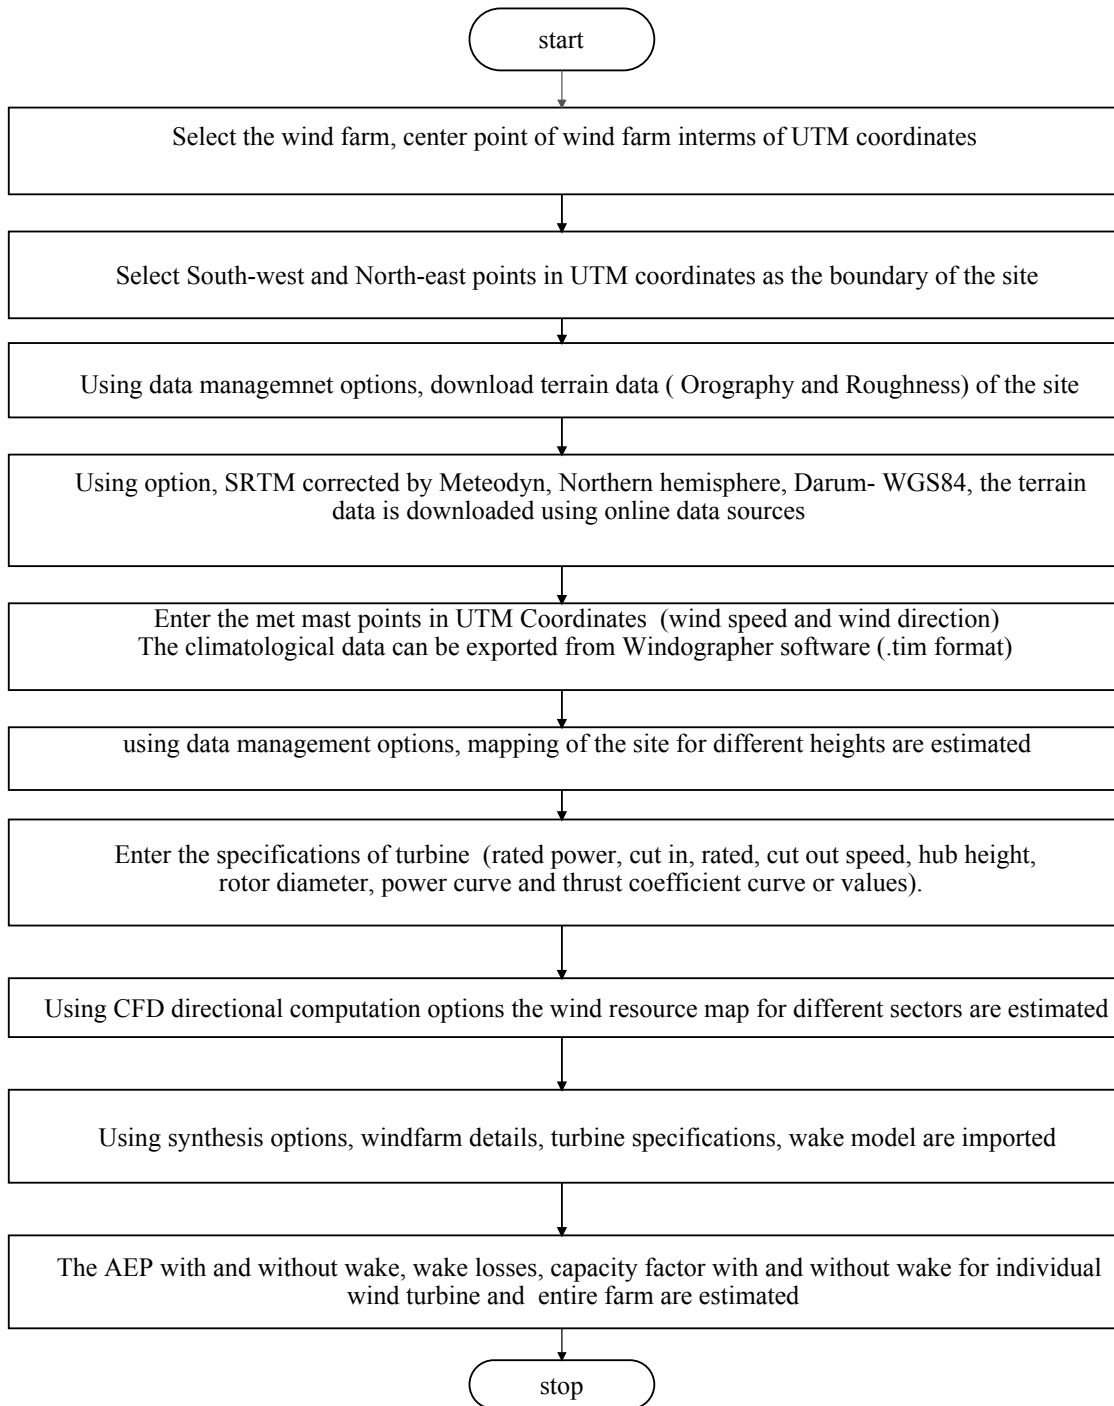 start
Select the wind farm, center point of wind farm interms of UTM coordinates
Select South-west and North-east points in UTM coordinates as the boundary of the site
Using data managemnet options, download terrain data ( Orography and Roughness) of the site
Using option, SRTM corrected by Meteodyn, Northern hemisphere, Darum- WGS84, the terrain
data is downloaded using online data sources
Enter the met mast points in UTM Coordinates (wind speed and wind direction)
The climatological data can be exported from Windographer software (.tim format)
using data management options, mapping of the site for different heights are estimated
Enter the specifications of turbine (rated power, cut in, rated, cut out speed, hub height,
rotor diameter, power curve and thrust coefficient curve or values).
Using CFD directional computation options the wind resource map for different sectors are estimated
Using synthesis options, windfarm details, turbine specifications, wake model are imported
The AEP with and without wake, wake losses, capacity factor with and without wake for individual
wind turbine and entire farm are estimated
stop